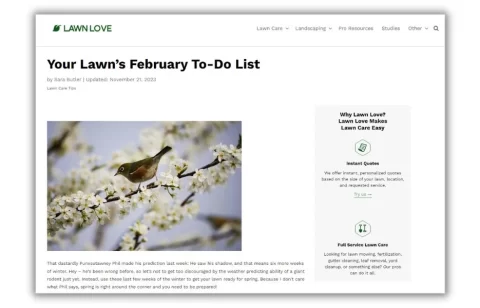 LAWN LOVE
Lawn Care Landscaping Pro Resources Studies Other
Your Lawn's February To-Do List
by Sara Butler | Updated: November 21, 2022
Lawn Care Tips
Why Lawn Love?
Lawn Love Makes
Lawn Care Easy
Instant Quotes
We offer instant, personalized quotes
based on the size of your lawn, location,
and requested service.
Try us →
Full Service Lawn Care
Looking for lawn mowing, fertilization,
gutter cleaning, leaf removal, yard
cleanup, or something else? Our pros
can do it all.
That dastardly Punxsutawney Phil made his prediction last week. He saw his shadow, and that means six more weeks
of winter. Hey – he's been wrong before, so let's not get too discouraged by the weather predicting ability of a giant
rodent just yet. Instead, use these last few weeks of the winter to get your lawn ready for spring. Because I don't care
what Phil says, spring is right around the corner and you need to be prepared!